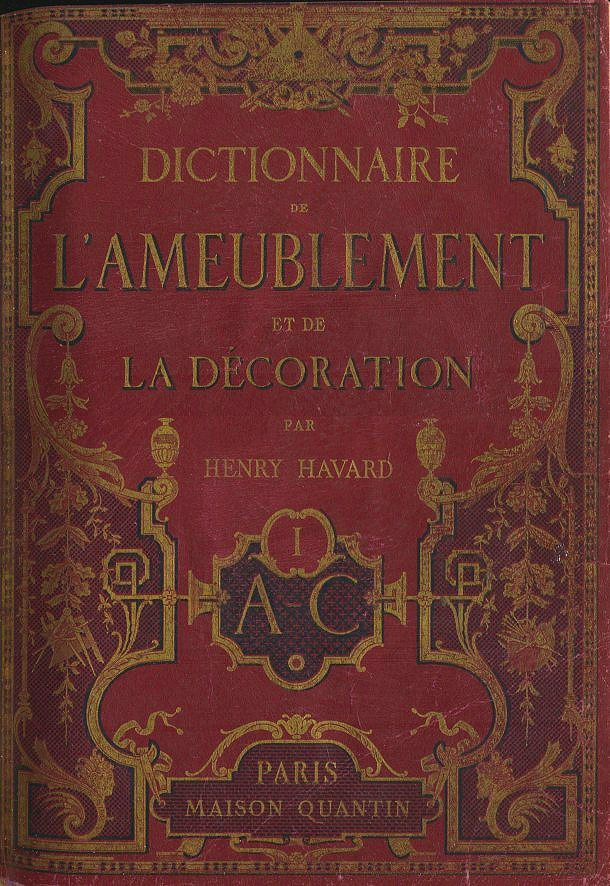 DICTIONNAIRE
DE
L'AMEUBLEMENT
ET DE
LA DÉCORATION
PAR
HENRY HAVARD
I
A-C
PARIS
MAISON QUANTIN